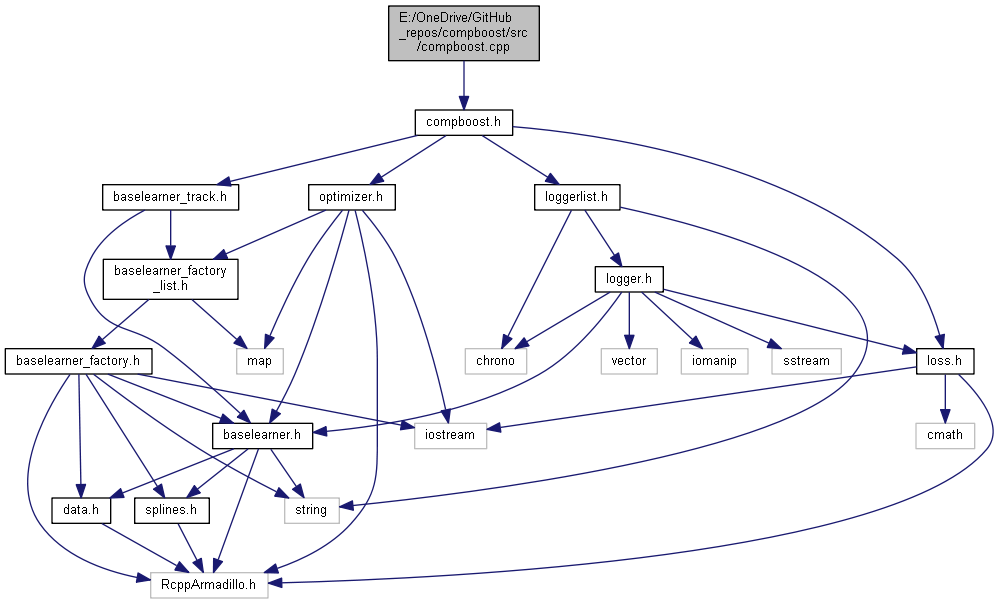 E:/OneDrive/GitHub
_repos/compboost/src
/compboost.cpp
compboost.h
baselearner_track.h
optimizer.h
loggerlist.h
baselearner_factory
_list.h
logger.h
baselearner_factory.h
map
chrono
vector
iomanip
sstream
loss.h
baselearner.h
iostream
cmath
data.h
splines.h
string
RcppArmadillo.h